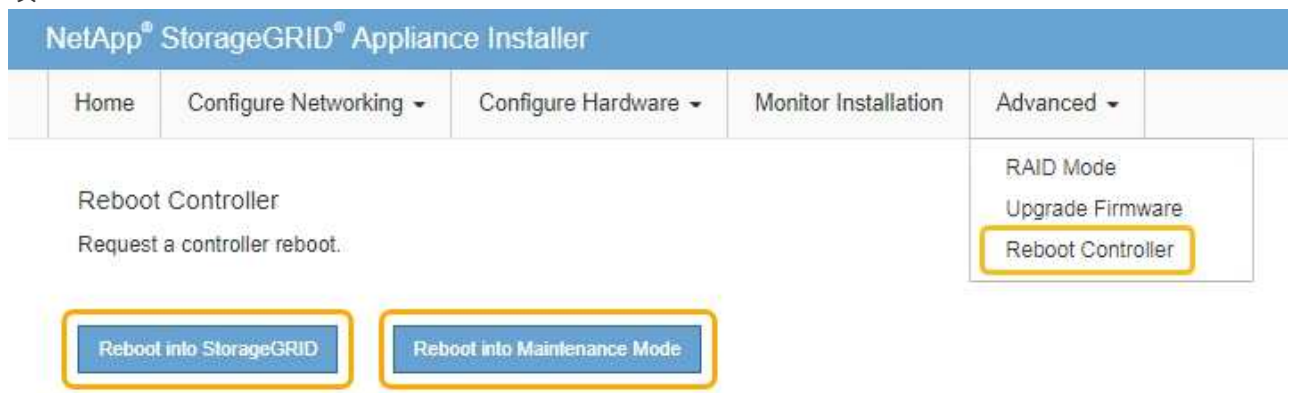 NetApp® StorageGRID® Appliance Installer
Home Configure Networking Configure Hardware Monitor Installation Advanced
RAID Mode
Upgrade Firmware
Reboot Controller
Reboot Controller
Request a controller reboot.
Reboot into StorageGRID Reboot into Maintenance Mode